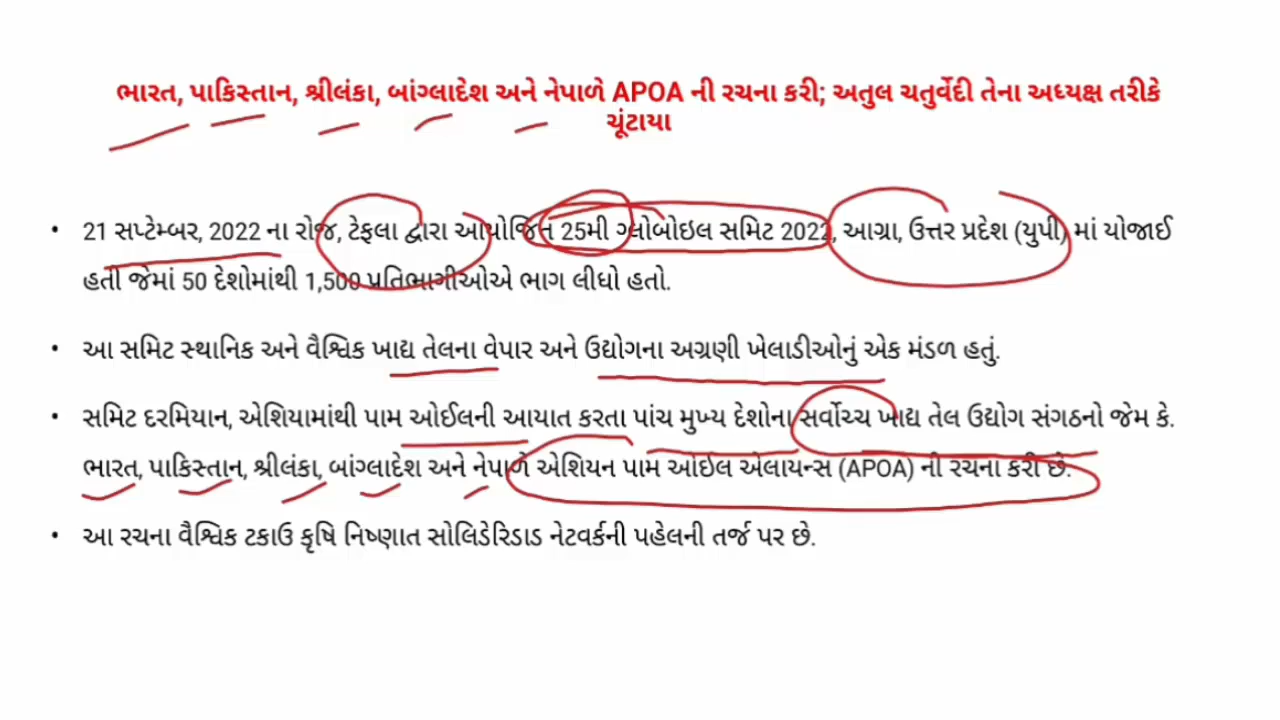 ભારત, પાકિસ્તાન, શ્રીલંકા, બાંગ્લાદેશ અને નેપાળે APOA ની રચના કરી; અતુલ ચતુર્વેદી તેના અધ્યક્ષ તરીકે
ચૂંટાયા
• 21 સપ્ટેમ્બર, 2022 ના રોજ, ટેફલા દ્વારા આયોજિત 25મી ગ્લોબોઇલ સમિટ 2022, આગ્રા, ઉત્તર પ્રદેશ (યુપી) માં યોજાઈ
હતી જેમાં 50 દેશોમાંથી 1,500 પ્રતિભાગીઓએ ભાગ લીધો હતો.
• આ સમિટ સ્થાનિક અને વૈશ્વિક ખાદ્ય તેલના વેપાર અને ઉદ્યોગના અગ્રણી ખેલાડીઓનું એક મંડળ હતું.
• સમિટ દરમિયાન, એશિયામાંથી પામ ઓઈલની આયાત કરતા પાંચ મુખ્ય દેશોના સર્વોચ્ચ ખાદ્ય તેલ ઉદ્યોગ સંગઠનો જેમ કે.
ભારત, પાકિસ્તાન, શ્રીલંકા, બાંગ્લાદેશ અને નેપાળે એશિયન પામ ઓઇલ એલાયન્સ (APOA) ની રચના કરી છે.
• આ રચના વૈશ્વિક ટકાઉ કૃષિ નિષ્ણાત સોલિડેરિડાડ નેટવર્કની પહેલની તર્જ પર છે.